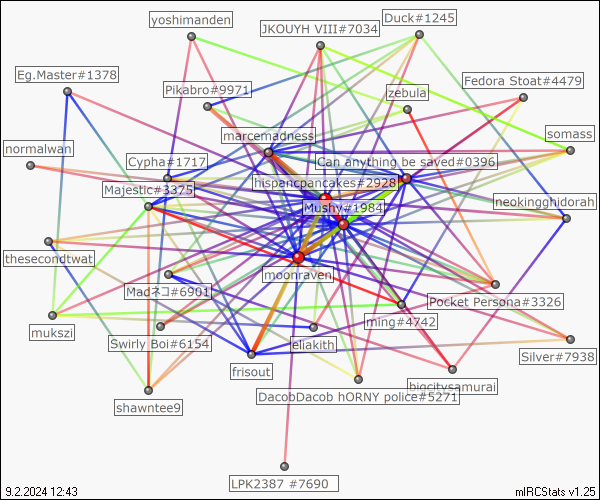 yoshimanden
JKOUYH VIII#7034
Duck#1245
Eg.Master#1378
Pikabro#9971
zebula
Fedora Stoat#4479
normalwan
marcemadness
somass
Cypha#1717
Can anything be saved#0396
Majestic#3375
hispancpancakes#2928
Mushy#1984
neokingghidorah
thesecondtwat
moonraven
Madネコ#6901
Pocket Persona#3326
mukszi
ming#4742
Swirly Boi#6154
eliakith
Silver#7938
frisout
bigcitysamurai
DacobDacob hORNY police#5271
shawntee9
LPK2387 #7690
9.2.2024 12:43
mIRCStats v1.25